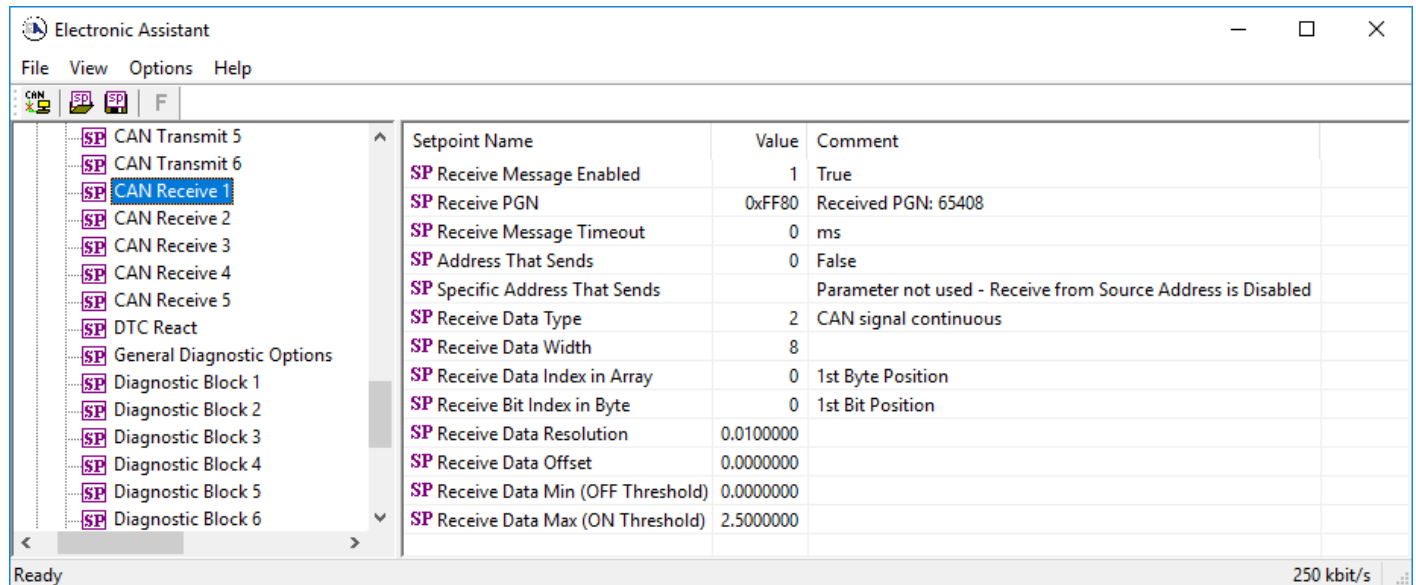 Electronic Assistant
File View Options Help
CAN SP SP F
SP CAN Transmit 5
SP CAN Transmit 6
SP CAN Receive 1
SP CAN Receive 2
SP CAN Receive 3
SP CAN Receive 4
SP CAN Receive 5
SP DTC React
SP General Diagnostic Options
SP Diagnostic Block 1
SP Diagnostic Block 2
SP Diagnostic Block 3
SP Diagnostic Block 4
SP Diagnostic Block 5
SP Diagnostic Block 6
Setpoint Name Value Comment
SP Receive Message Enabled 1 True
SP Receive PGN 0xFF80 Received PGN: 65408
SP Receive Message Timeout 0 ms
SP Address That Sends 0 False
SP Specific Address That Sends Parameter not used - Receive from Source Address is Disabled
SP Receive Data Type 2 CAN signal continuous
SP Receive Data Width 8
SP Receive Data Index in Array 0 1st Byte Position
SP Receive Bit Index in Byte 0 1st Bit Position
SP Receive Data Resolution 0.0100000
SP Receive Data Offset 0.0000000
SP Receive Data Min (OFF Threshold) 0.0000000
SP Receive Data Max (ON Threshold) 2.5000000
Ready 250 kbit/s